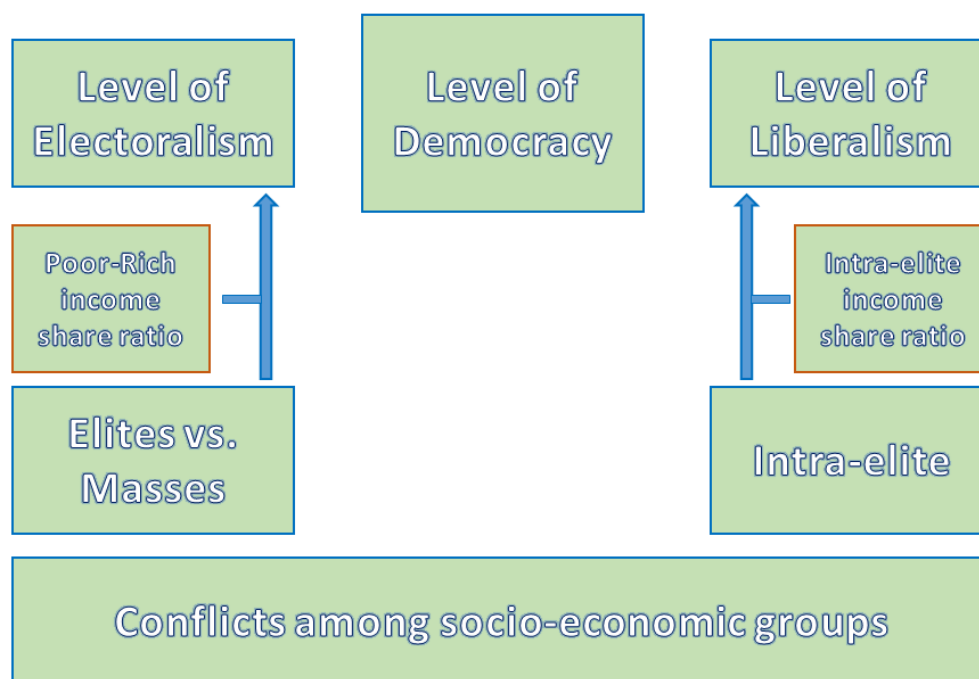 Level of
Electoralism
Level of
Democracy
Level of
Liberalism
Poor-Rich
income
share ratio
Intra-elite
income
share ratio
Elites vs.
Masses
Intra-elite
Conflicts among socio-economic groups